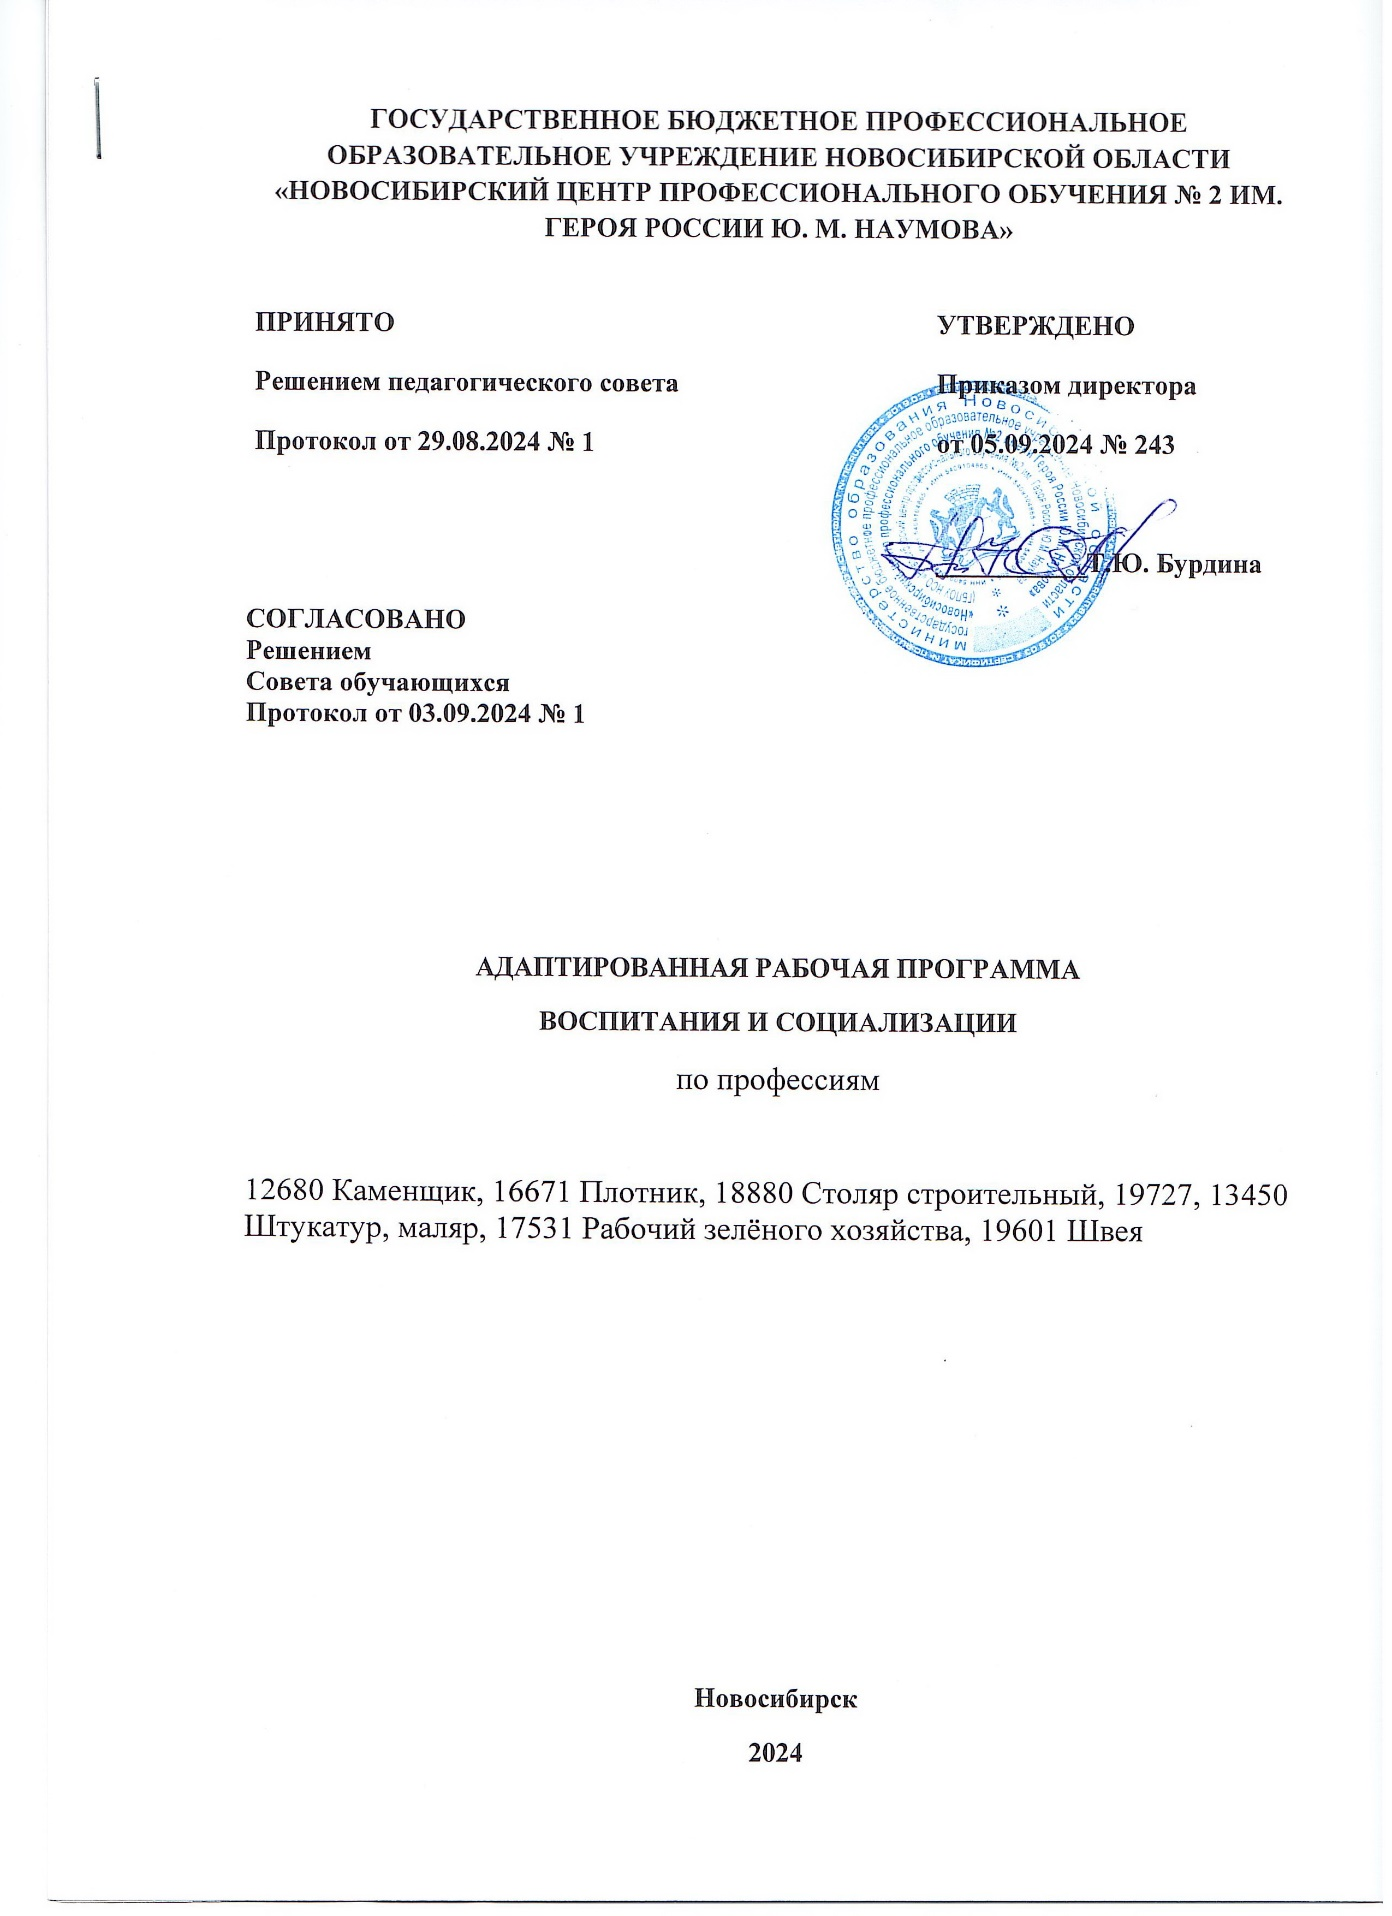 ГОСУДАРСТВЕННОЕ БЮДЖЕТНОЕ ПРОФЕССИОНАЛЬНОЕ
ОБРАЗОВАТЕЛЬНОЕ УЧРЕЖДЕНИЕ НОВОСИБИРСКОЙ ОБЛАСТИ
«НОВОСИБИРСКИЙ ЦЕНТР ПРОФЕССИОНАЛЬНОГО ОБУЧЕНИЯ № 2 ИМ.
ГЕРОЯ РОССИИ Ю. М. НАУМОВА»
ПРИНЯТО
Решением педагогического совета
Протокол от 29.08.2024 № 1
УТВЕРЖДЕНО
Приказом директора
от 05.09.2024 № 243
Т.Ю. Бурдина
СОГЛАСОВАНО
Решением
Совета обучающихся
Протокол от 03.09.2024 № 1
АДАПТИРОВАННАЯ РАБОЧАЯ ПРОГРАММА
ВОСПИТАНИЯ И СОЦИАЛИЗАЦИИ
по профессиям
12680 Каменщик, 16671 Плотник, 18880 Столяр строительный, 19727, 13450
Штукатур, маляр, 17531 Рабочий зелёного хозяйства, 19601 Швея
Новосибирск
2024